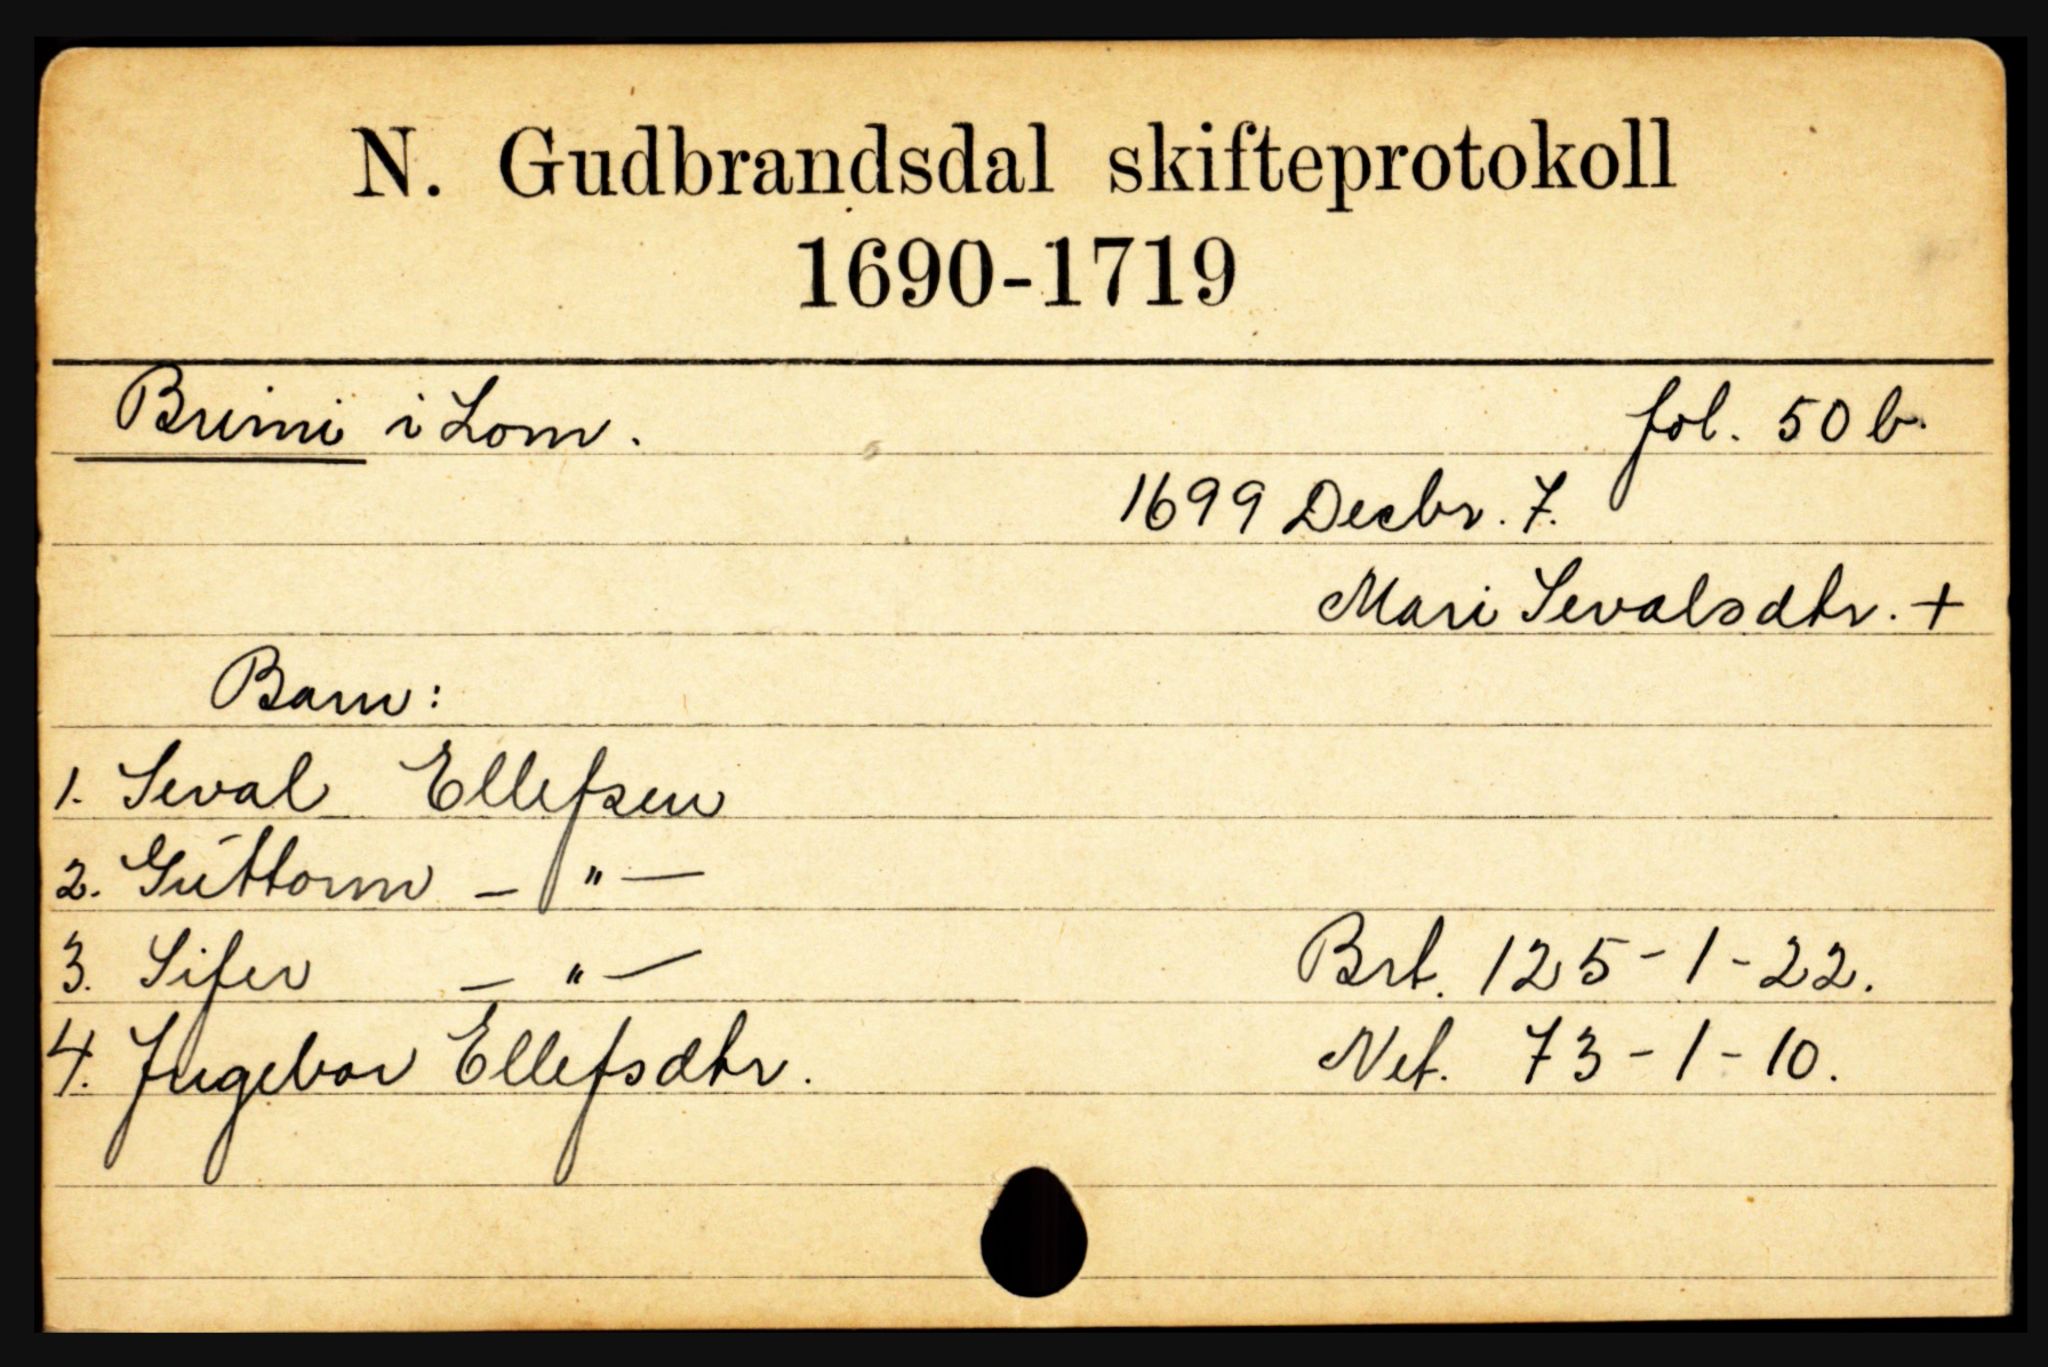 N. Gudbrandsdal skifteprotokoll
1690-1719
Brimi i Lom. fol. 50 b.
1699 Decbr. 7.
Mari Sevalsdtr. +
Barn:
1. Seval Ellefsen
2. Guttorm — " —
3. Sifer — " — Brt. 125-1-22.
4. Jngebor Ellefsdtr. Net. 73-1-10.